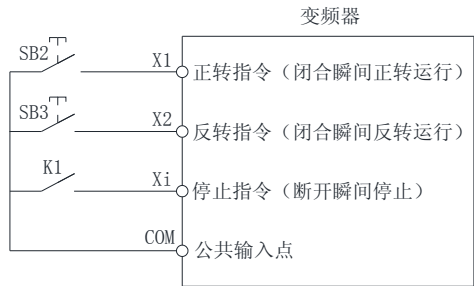 变频器
SB2 X1 正转指令（闭合瞬间正转运行）
SB3 X2 反转指令（闭合瞬间反转运行）
K1 Xi 停止指令（断开瞬间停止）
COM 公共输入点